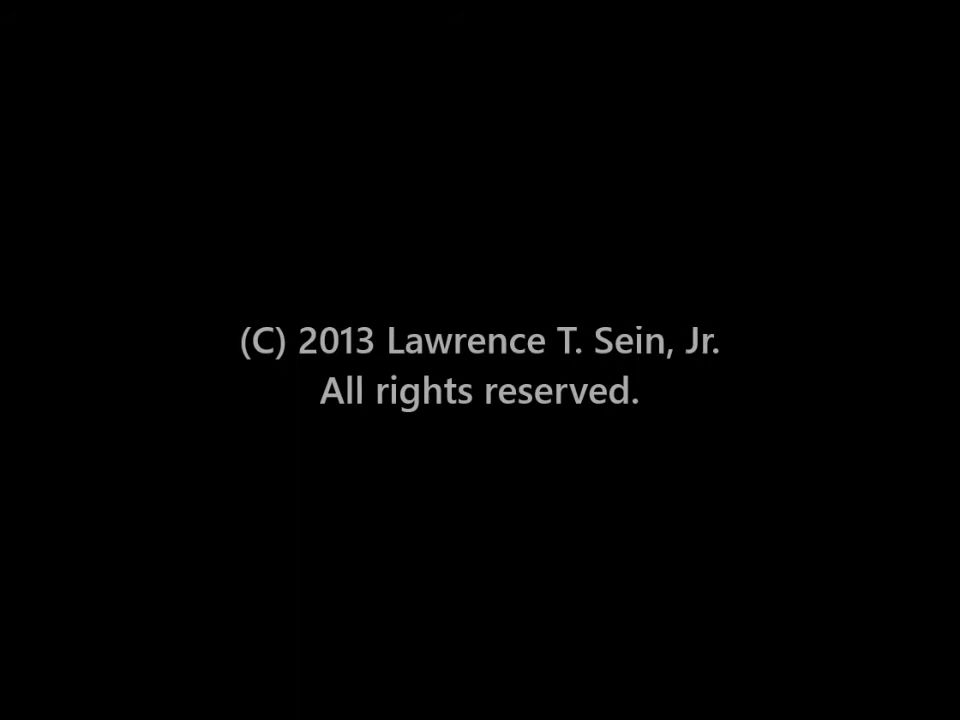 (C) 2013 Lawrence T. Sein, Jr.
All rights reserved.